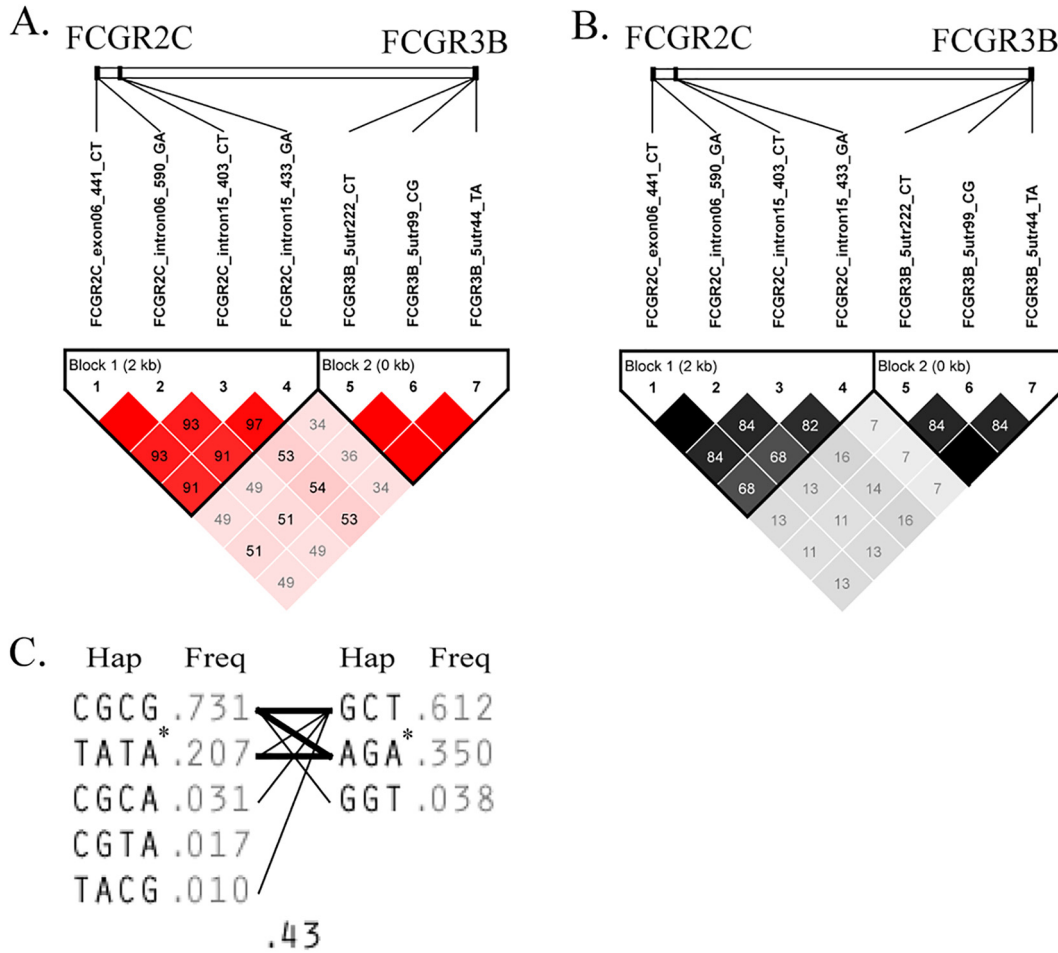 A.
FCGR2C FCGR3B
FCGR2C_exon06_441_CT
FCGR2C_intron06_590_GA
FCGR2C_intron15_403_CT
FCGR2C_intron15_433_GA
FCGR3B_5utr222_CT
FCGR3B_5utr99_CG
FCGR3B_5utr44_TA
Block 1 (2 kb) Block 2 (0 kb)
1 2 3 4 5 6 7
93 97 34
93 91 53 36
91 49 54 34
49 51 53
51 49
49
B.
FCGR2C FCGR3B
FCGR2C_exon06_441_CT
FCGR2C_intron06_590_GA
FCGR2C_intron15_403_CT
FCGR2C_intron15_433_GA
FCGR3B_5utr222_CT
FCGR3B_5utr99_CG
FCGR3B_5utr44_TA
Block 1 (2 kb) Block 2 (0 kb)
1 2 3 4 5 6 7
84 82 7 84 84
84 68 16 7
68 13 14 7
13 11 16
11 13
13
C.
Hap Freq Hap Freq
CGCG .731 GCT .612
TATA* .207 AGA* .350
CGCA .031 GGT .038
CGTA .017
TACG .010
.43